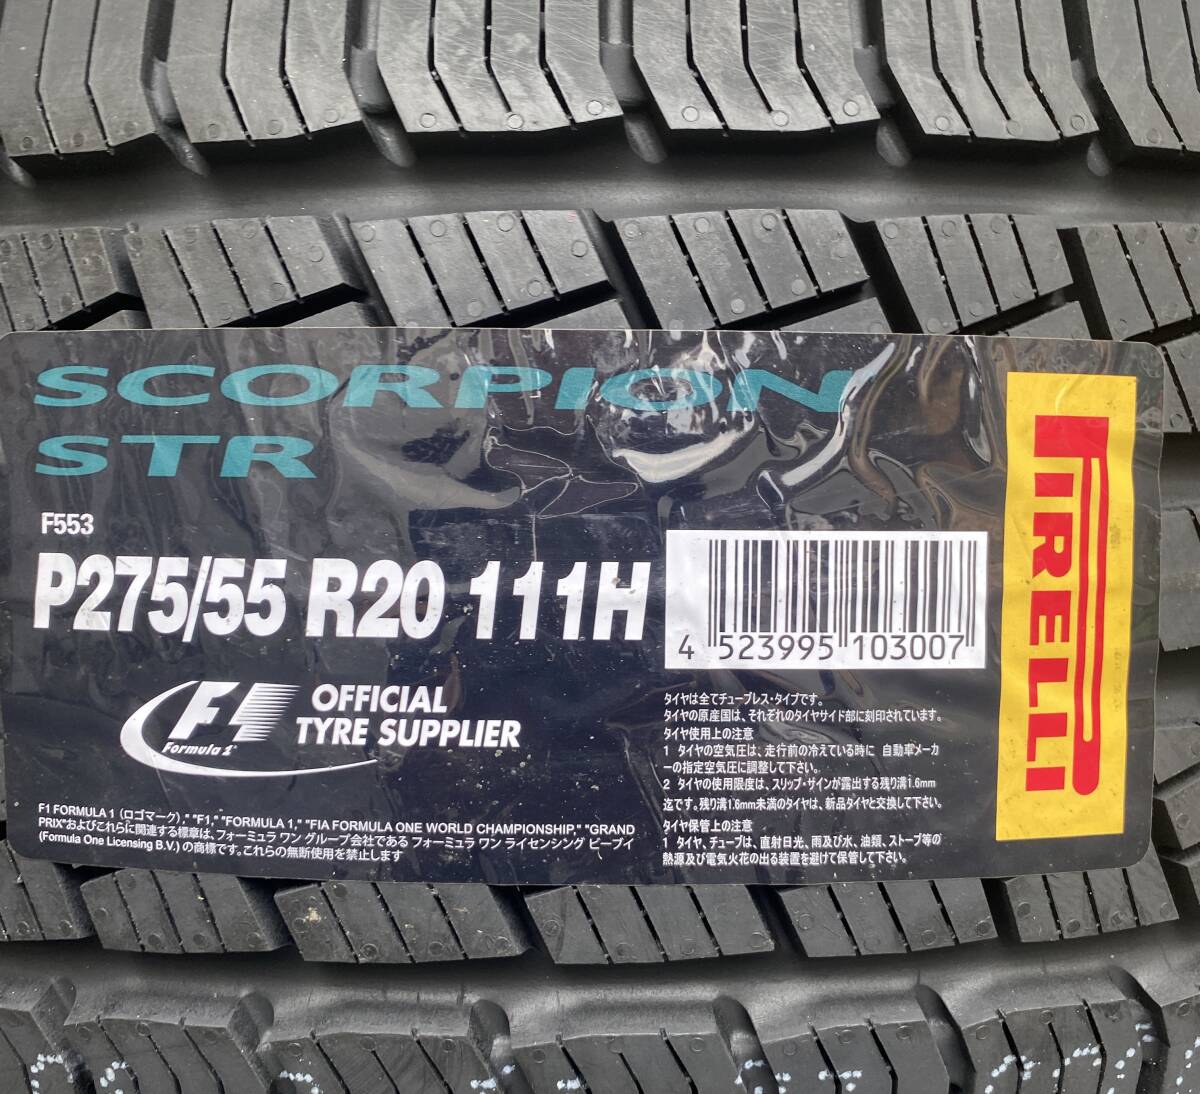 SCORPION
STR
F553
P275/55 R20 111H
4 523995 103007
PIRELLI
F1
Formula 1
OFFICIAL
TYRE SUPPLIER
F1 FORMULA 1 (ロゴマーク)," "F1," "FORMULA 1," "FIA FORMULA ONE WORLD CHAMPIONSHIP," "GRAND
PRIX"およびこれらに関連する標章は、フォーミュラ ワン グループ会社である フォーミュラ ワン ライセンシング ビーブイ
(Formula One Licensing B.V.) の商標です。これらの無断使用を禁止します
タイヤは全てチューブレス・タイプです。
タイヤの原産国は、それぞれのタイヤサイド部に刻印されています。
タイヤ使用上の注意
1 タイヤの空気圧は、走行前の冷えている時に 自動車メーカ
ーの指定空気圧に調整して下さい。
2 タイヤの使用限度は、スリップ・サインが露出する残り溝1.6mm
迄です。残り溝1.6mm未満のタイヤは、新品タイヤと交換して下さい。
タイヤ保管上の注意
1 タイヤ、チューブは、直射日光、雨及び水、油類、ストーブ等の
熱源及び電気火花の出る装置を避けて保管して下さい。